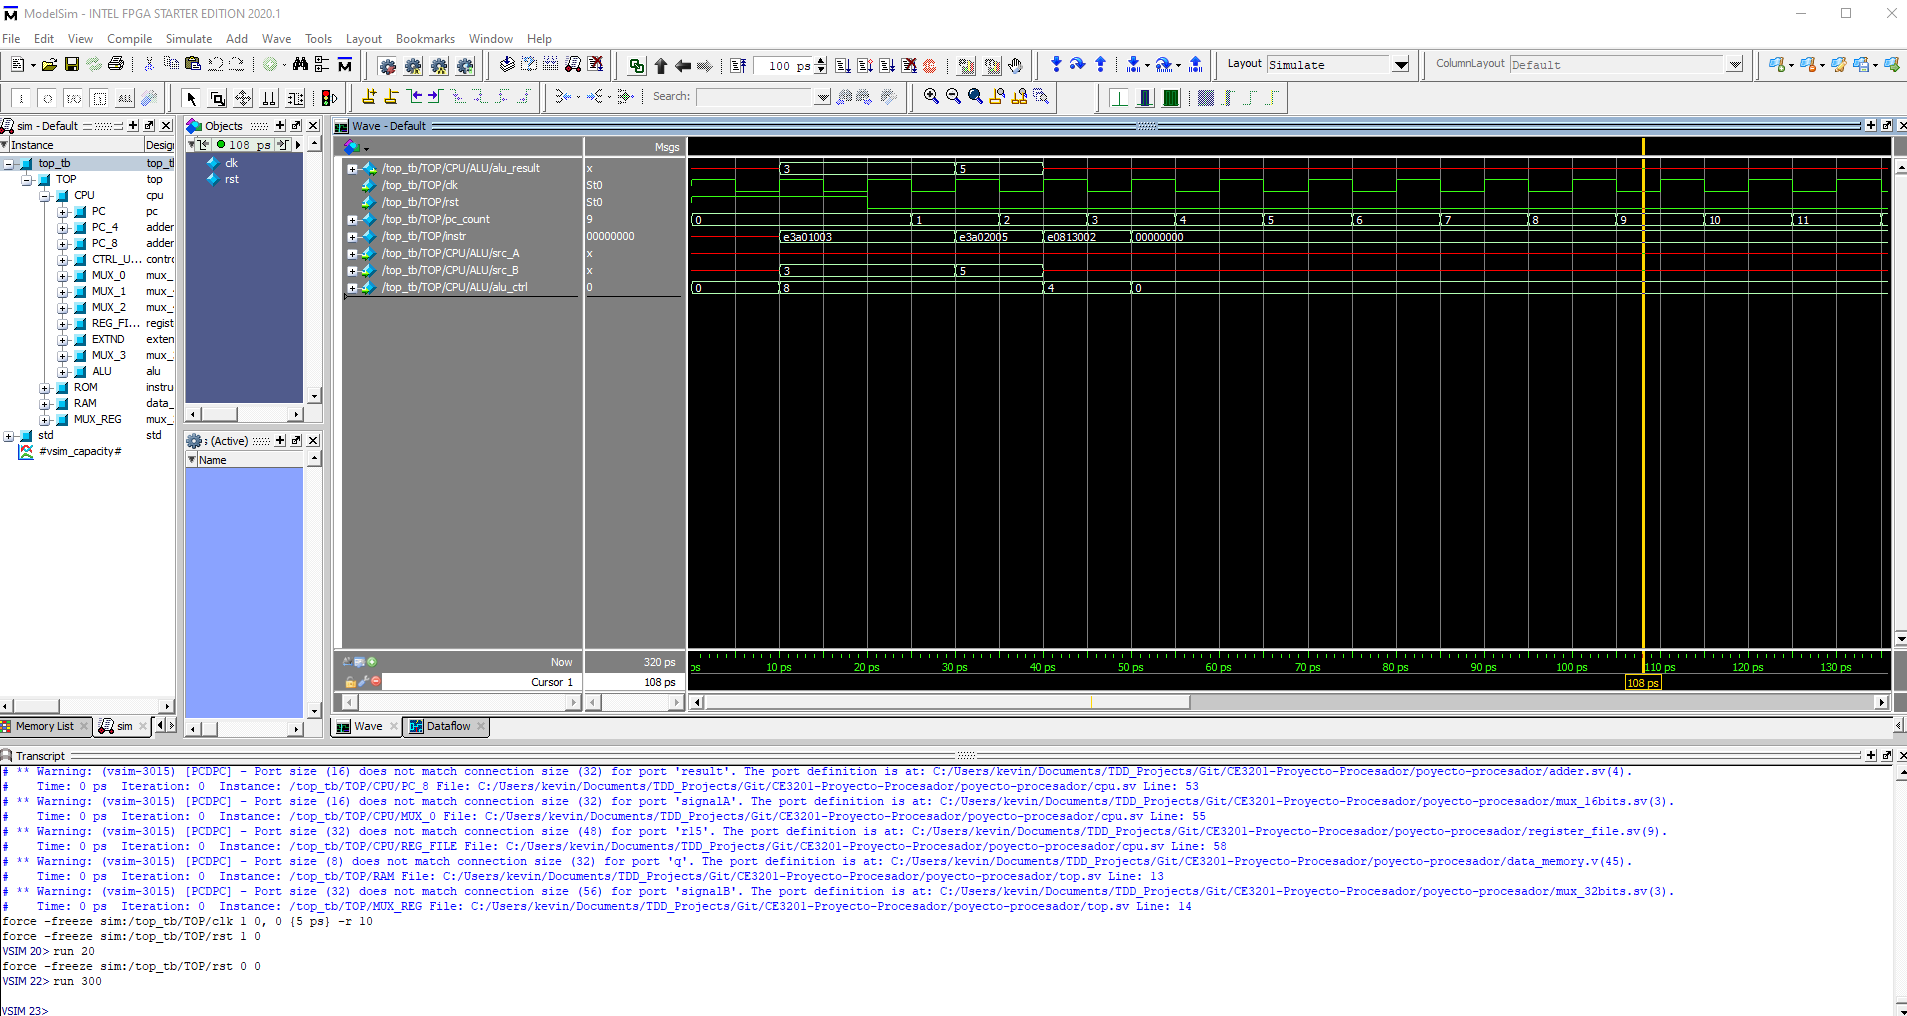 ModelSim - INTEL FPGA STARTER EDITION 2020.1
File Edit View Compile Simulate Add Wave Tools Layout Bookmarks Window Help
100 ps
Layout Simulate
ColumnLayout Default
Search:
sim - Default
Instance Desig
top_tb top_tl
TOP top
CPU cpu
PC pc
PC_4 adder
PC_8 adder
CTRL_U... contro
MUX_0 mux_
MUX_1 mux_
MUX_2 mux_
REG_FI... regist
EXTND exten
MUX_3 mux_
ALU alu
ROM instru
RAM data_
MUX_REG mux_
std std
#vsim_capacity#
Objects
108 ps
clk
rst
: (Active)
Name
Memory List
sim
Wave - Default
Msgs
/top_tb/TOP/CPU/ALU/alu_result x 3 5
/top_tb/TOP/clk St0
/top_tb/TOP/rst St0
/top_tb/TOP/pc_count 9 0 1 2 3 4 5 6 7 8 9 10 11
/top_tb/TOP/instr 00000000 e3a01003 e3a02005 e0813002 00000000
/top_tb/TOP/CPU/ALU/src_A x
/top_tb/TOP/CPU/ALU/src_B x 3 5
/top_tb/TOP/CPU/ALU/alu_ctrl 0 0 8 4 0
Now 320 ps
ps 10 ps 20 ps 30 ps 40 ps 50 ps 60 ps 70 ps 80 ps 90 ps 100 ps 110 ps 120 ps 130 ps
Cursor 1 108 ps
108 ps
Wave
Dataflow
Transcript
# ** Warning: (vsim-3015) [PCDPC] - Port size (16) does not match connection size (32) for port 'result'. The port definition is at: C:/Users/kevin/Documents/TDD_Projects/Git/CE3201-Proyecto-Procesador/poyecto-procesador/adder.sv(4).
# Time: 0 ps Iteration: 0 Instance: /top_tb/TOP/CPU/PC_8 File: C:/Users/kevin/Documents/TDD_Projects/Git/CE3201-Proyecto-Procesador/poyecto-procesador/cpu.sv Line: 53
# ** Warning: (vsim-3015) [PCDPC] - Port size (16) does not match connection size (32) for port 'signalA'. The port definition is at: C:/Users/kevin/Documents/TDD_Projects/Git/CE3201-Proyecto-Procesador/poyecto-procesador/mux_16bits.sv(3).
# Time: 0 ps Iteration: 0 Instance: /top_tb/TOP/CPU/MUX_0 File: C:/Users/kevin/Documents/TDD_Projects/Git/CE3201-Proyecto-Procesador/poyecto-procesador/cpu.sv Line: 55
# ** Warning: (vsim-3015) [PCDPC] - Port size (32) does not match connection size (48) for port 'r15'. The port definition is at: C:/Users/kevin/Documents/TDD_Projects/Git/CE3201-Proyecto-Procesador/poyecto-procesador/register_file.sv(9).
# Time: 0 ps Iteration: 0 Instance: /top_tb/TOP/CPU/REG_FILE File: C:/Users/kevin/Documents/TDD_Projects/Git/CE3201-Proyecto-Procesador/poyecto-procesador/cpu.sv Line: 58
# ** Warning: (vsim-3015) [PCDPC] - Port size (8) does not match connection size (32) for port 'q'. The port definition is at: C:/Users/kevin/Documents/TDD_Projects/Git/CE3201-Proyecto-Procesador/poyecto-procesador/data_memory.v(45).
# Time: 0 ps Iteration: 0 Instance: /top_tb/TOP/RAM File: C:/Users/kevin/Documents/TDD_Projects/Git/CE3201-Proyecto-Procesador/poyecto-procesador/top.sv Line: 13
# ** Warning: (vsim-3015) [PCDPC] - Port size (32) does not match connection size (56) for port 'signalB'. The port definition is at: C:/Users/kevin/Documents/TDD_Projects/Git/CE3201-Proyecto-Procesador/poyecto-procesador/mux_32bits.sv(3).
# Time: 0 ps Iteration: 0 Instance: /top_tb/TOP/MUX_REG File: C:/Users/kevin/Documents/TDD_Projects/Git/CE3201-Proyecto-Procesador/poyecto-procesador/top.sv Line: 14
force -freeze sim:/top_tb/TOP/clk 1 0, 0 {5 ps} -r 10
force -freeze sim:/top_tb/TOP/rst 1 0
VSIM 20> run 20
force -freeze sim:/top_tb/TOP/rst 0 0
VSIM 22> run 300
VSIM 23>